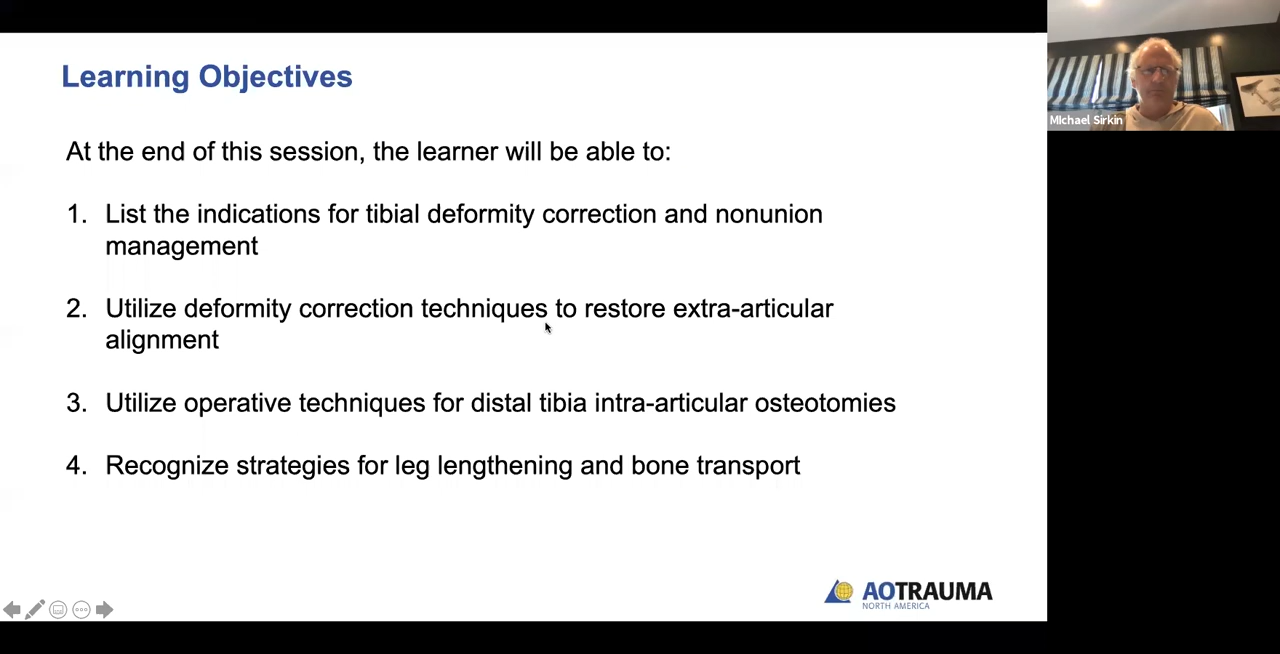 Learning Objectives
At the end of this session, the learner will be able to:
1. List the indications for tibial deformity correction and nonunion
management
2. Utilize deformity correction techniques to restore extra-articular
alignment
3. Utilize operative techniques for distal tibia intra-articular osteotomies
4. Recognize strategies for leg lengthening and bone transport
AOTRAUMA
NORTH AMERICA
MIchael Sirkin